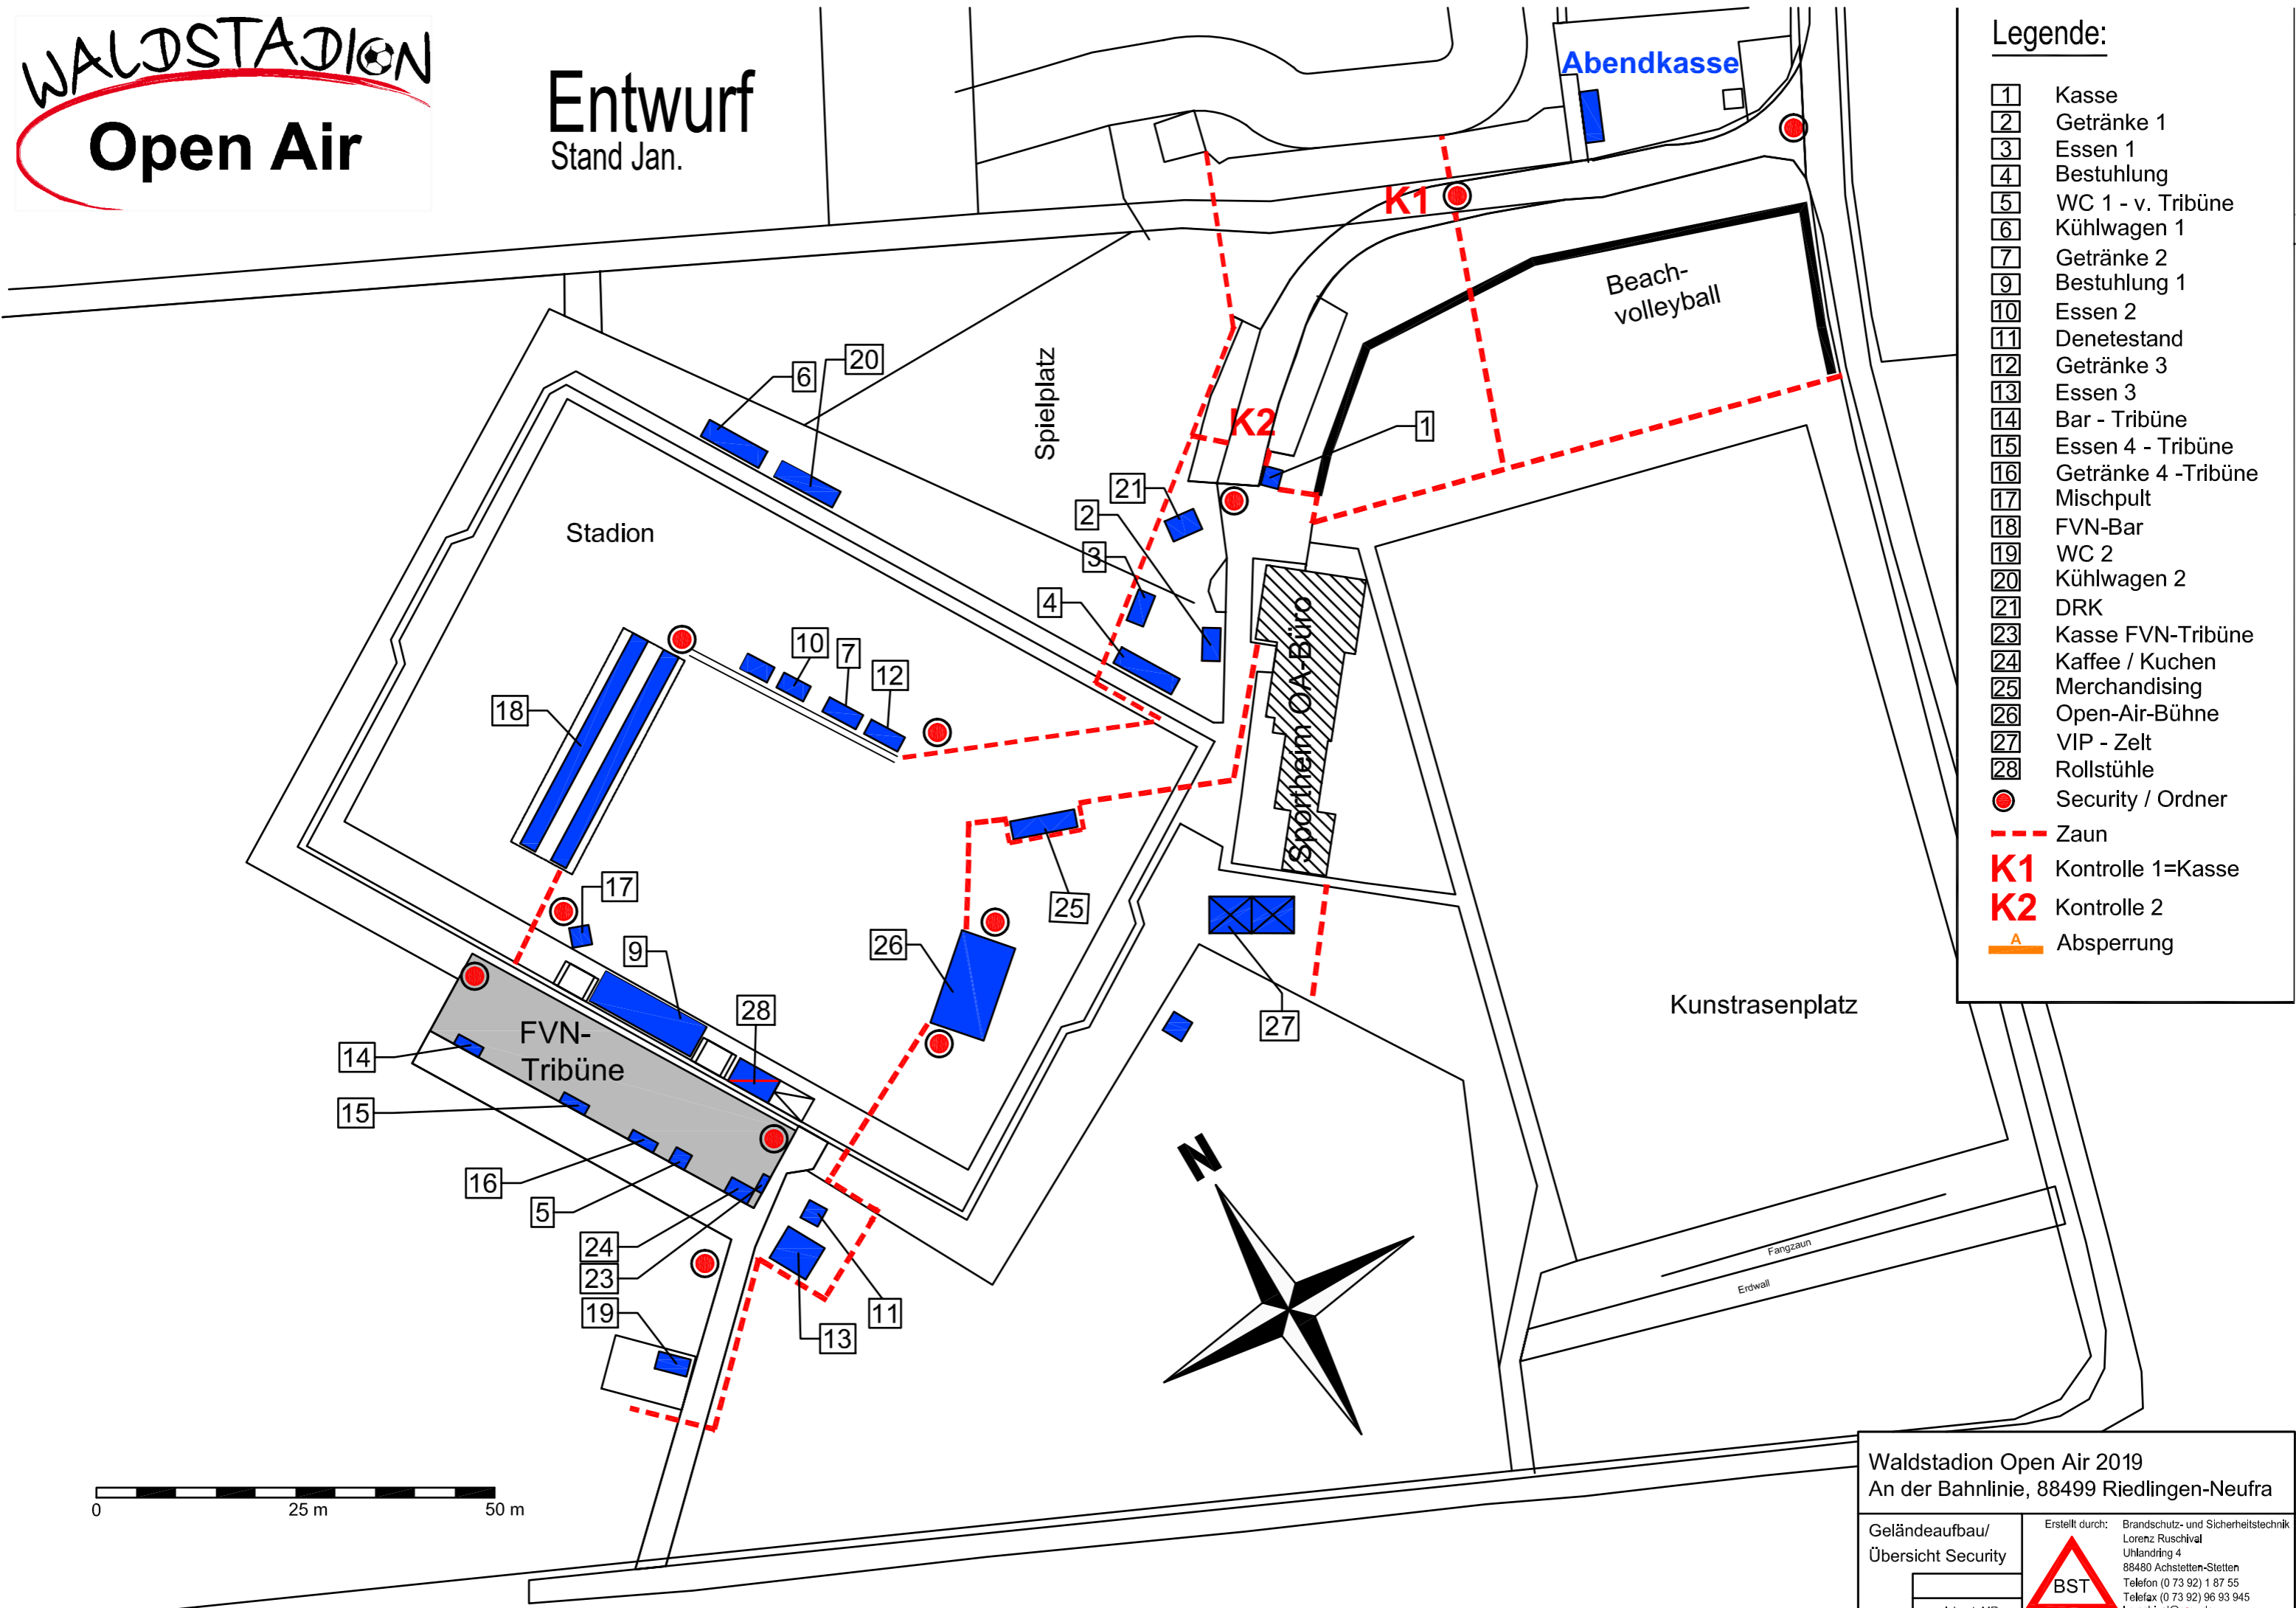 WALDSTADION
Open Air
Entwurf
Stand Jan.
Abendkasse
K1
Beach-
volleyball
Spielplatz
K2
1
6
20
21
2
3
4
Stadion
10
7
12
18
17
9
28
26
25
27
Sportheim OA-Büro
FVN-
Tribüne
14
15
16
5
24
23
19
11
13
N
Kunstrasenplatz
Fangzaun
Erdwall
0 25 m 50 m
Legende:
1 Kasse
2 Getränke 1
3 Essen 1
4 Bestuhlung
5 WC 1 - v. Tribüne
6 Kühlwagen 1
7 Getränke 2
9 Bestuhlung 1
10 Essen 2
11 Denetestand
12 Getränke 3
13 Essen 3
14 Bar - Tribüne
15 Essen 4 - Tribüne
16 Getränke 4 -Tribüne
17 Mischpult
18 FVN-Bar
19 WC 2
20 Kühlwagen 2
21 DRK
23 Kasse FVN-Tribüne
24 Kaffee / Kuchen
25 Merchandising
26 Open-Air-Bühne
27 VIP - Zelt
28 Rollstühle
Security / Ordner
Zaun
K1 Kontrolle 1=Kasse
K2 Kontrolle 2
A Absperrung
Waldstadion Open Air 2019
An der Bahnlinie, 88499 Riedlingen-Neufra
Geländeaufbau/
Übersicht Security
Erstellt durch:
BST
Brandschutz- und Sicherheitstechnik
Lorenz Ruschival
Uhlandring 4
88480 Achstetten-Stetten
Telefon (0 73 92) 1 87 55
Telefax (0 73 92) 96 93 945